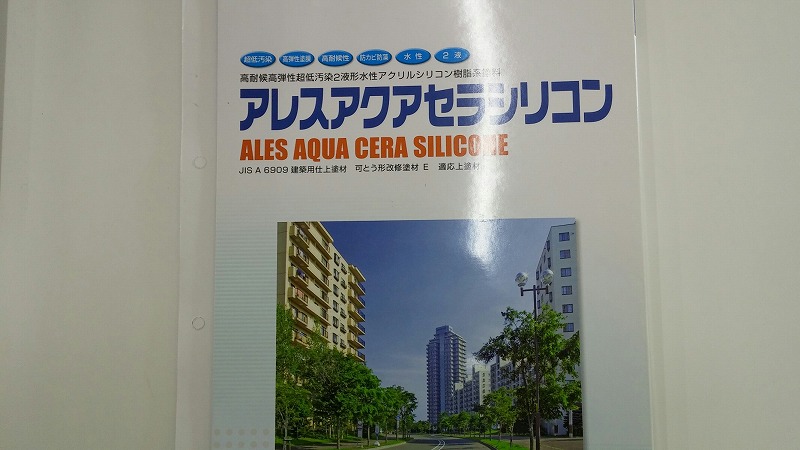 超低汚染 高弾性塗膜 高耐候性 防カビ防藻 水性 2液
高耐候高弾性超低汚染2液形水性アクリルシリコン樹脂系塗料
アレスアクアセラシリコン
ALES AQUA CERA SILICONE
JIS A 6909 建築用仕上塗材 可とう形改修塗材 E 適応上塗材